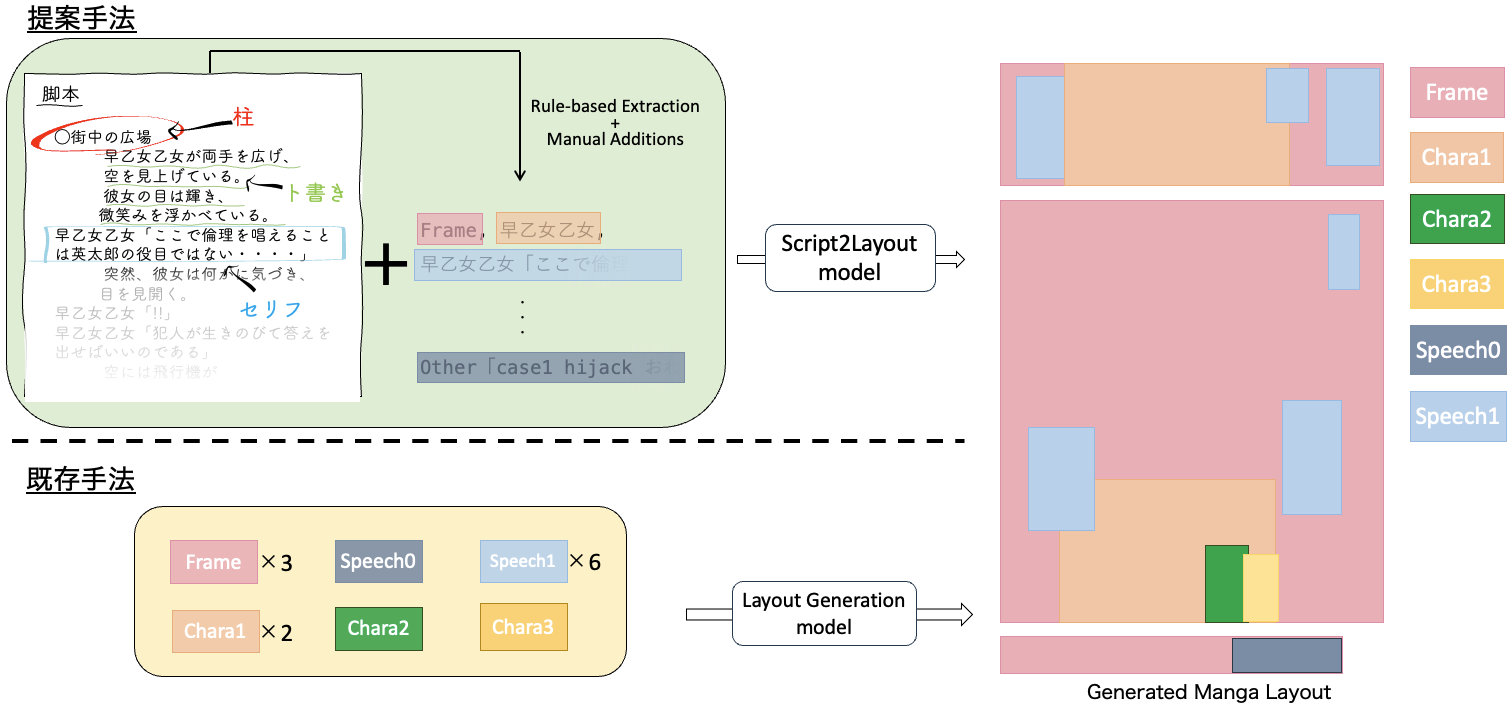 提案手法
脚本
◯街中の広場
柱
早乙女乙女が両手を広げ、
空を見上げている。
ト書き
彼女の目は輝き、
微笑みを浮かべている。
早乙女乙女「ここで倫理を唱えること
は英太郎の役目ではない・・・・」
突然、彼女は何かに気づき、
目を見開く。
セリフ
早乙女乙女「!!」
早乙女乙女「犯人が生きのびて答えを
出せばいいのである」
空には飛行機が
Rule-based Extraction
+
Manual Additions
+
Frame, 早乙女乙女,
早乙女乙女「ここで倫理
Other「case1 hijack お
Script2Layout
model
既存手法
Frame ×3
Speech0
Speech1 ×6
Chara1 ×2
Chara2
Chara3
Layout Generation
model
Frame
Chara1
Chara2
Chara3
Speech0
Speech1
Generated Manga Layout